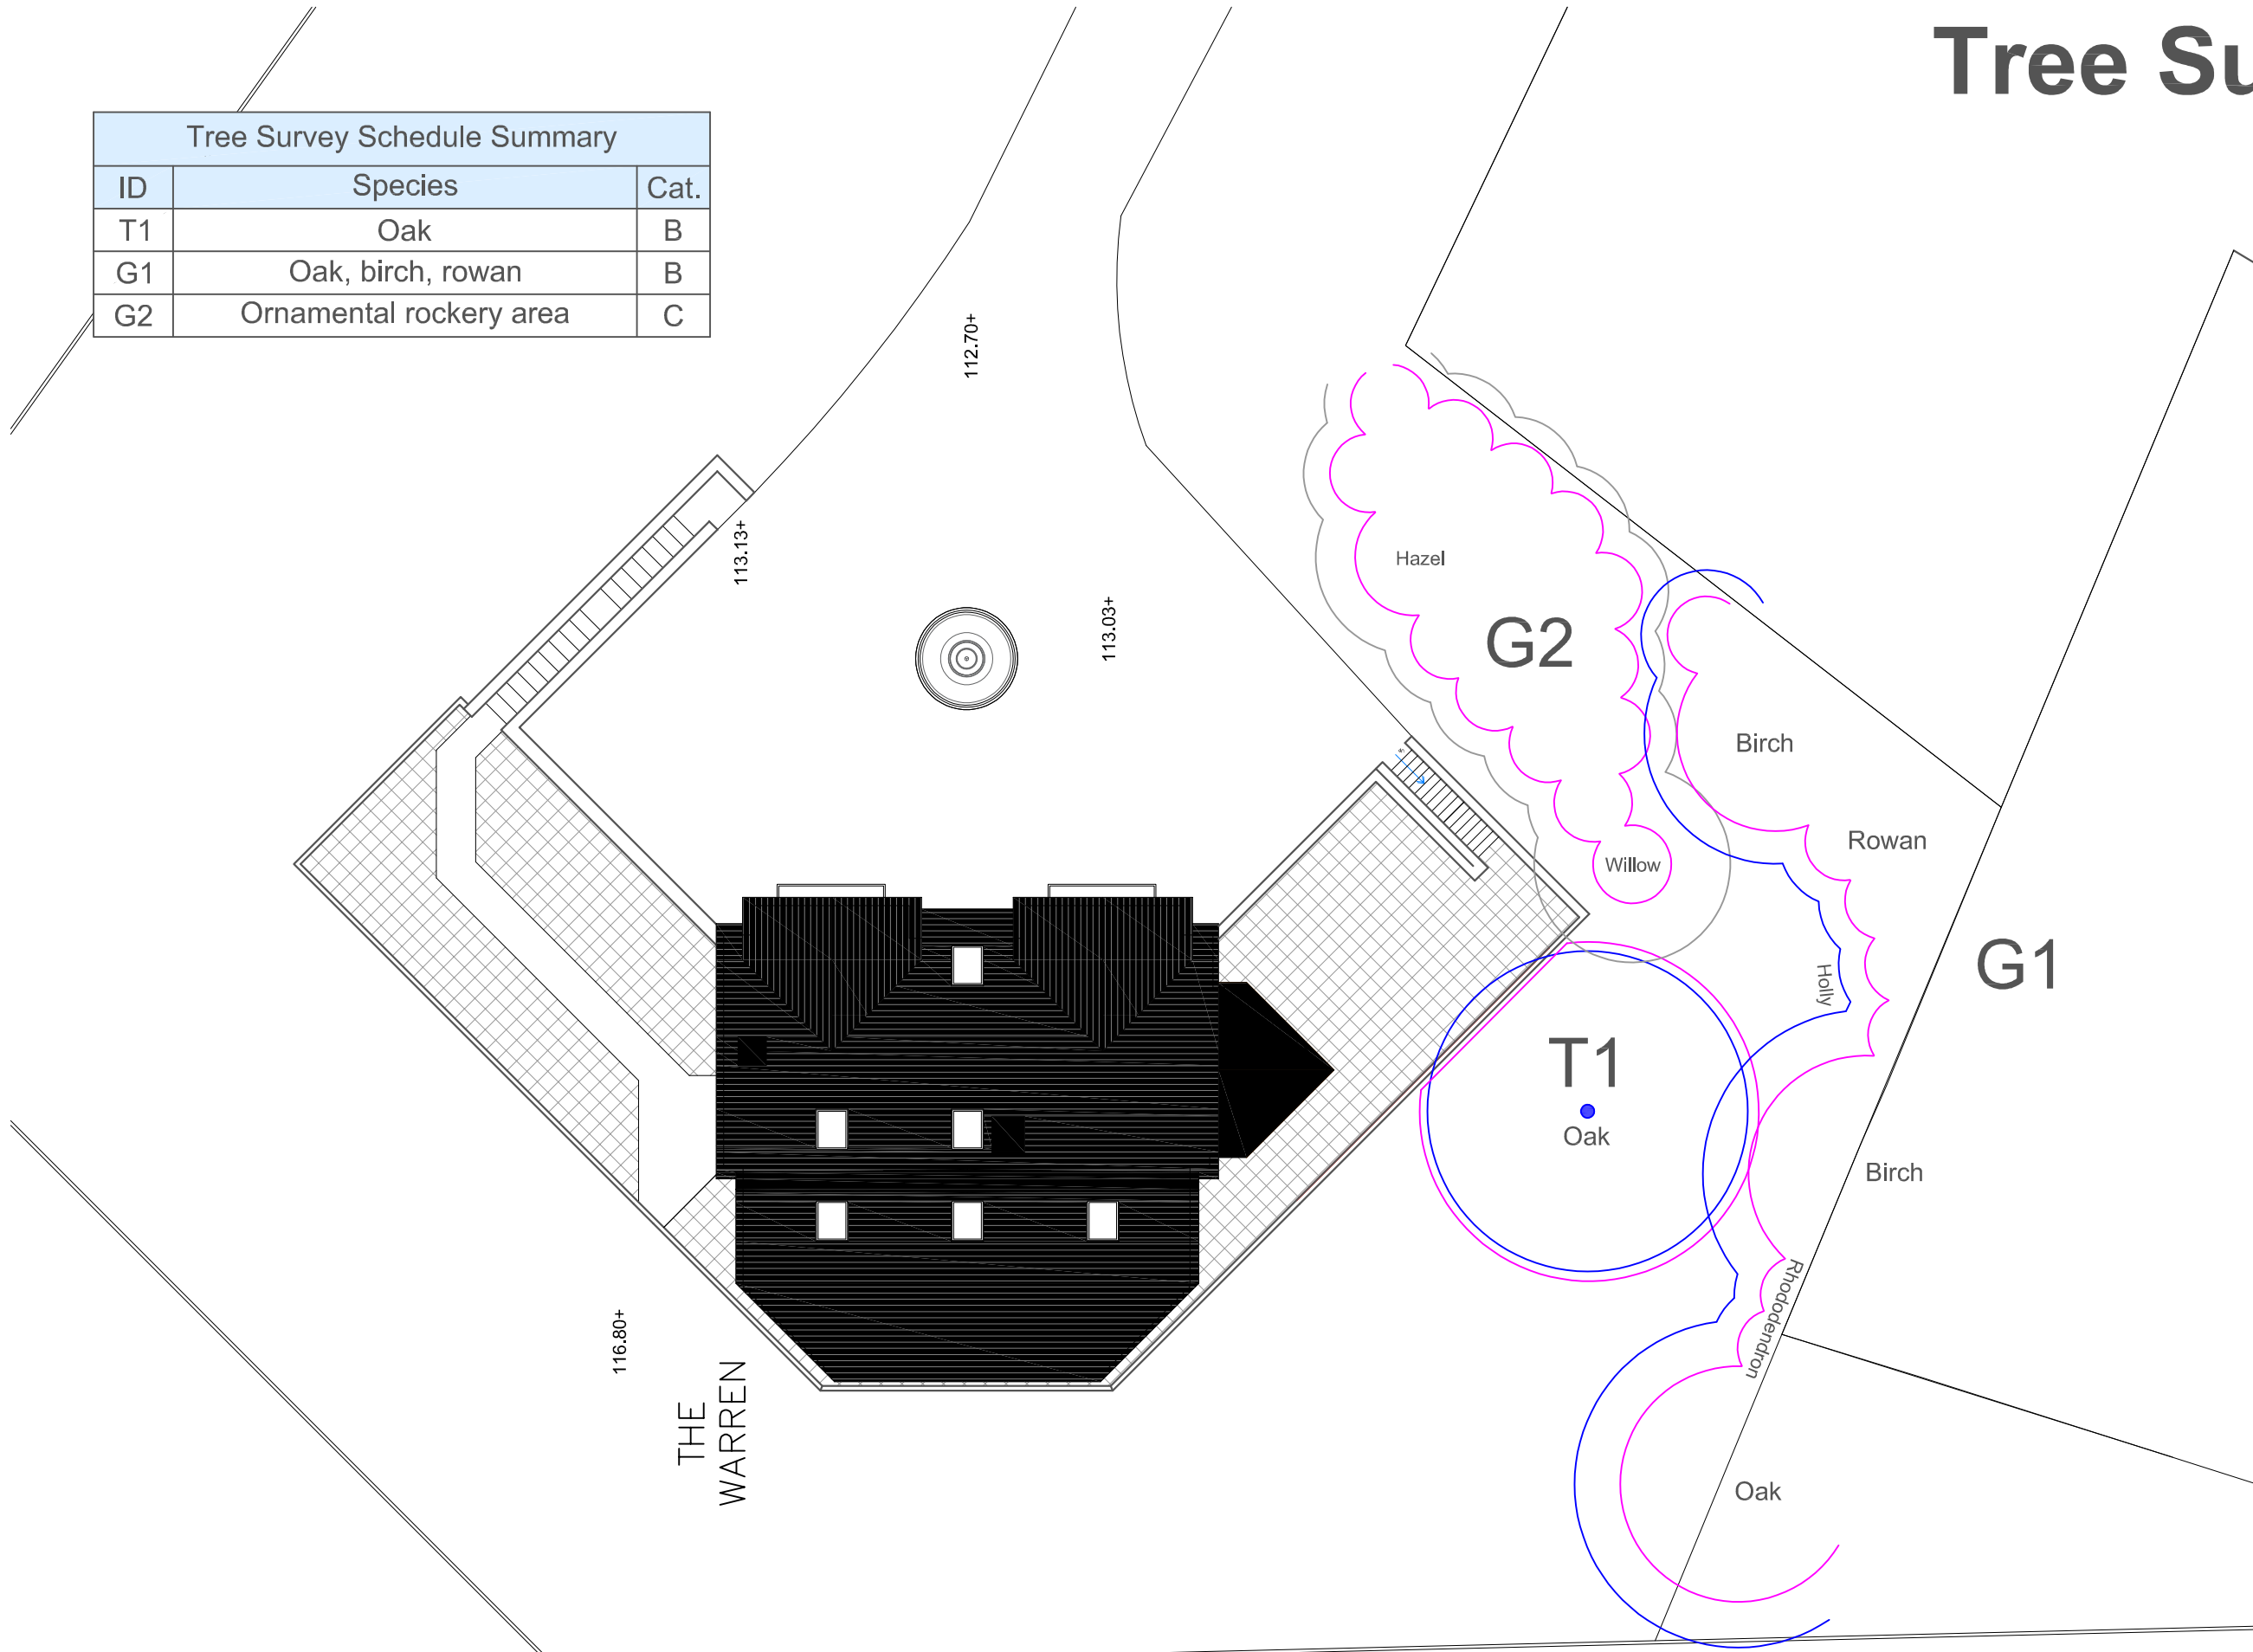 Tree Su
Tree Survey Schedule Summary
ID Species Cat.
T1 Oak B
G1 Oak, birch, rowan B
G2 Ornamental rockery area C
112.70+
113.13+
113.03+
Hazel
G2
Birch
Rowan
Willow
G1
Holly
T1
Oak
Birch
Rhododendron
116.80+
THE
WARREN
Oak